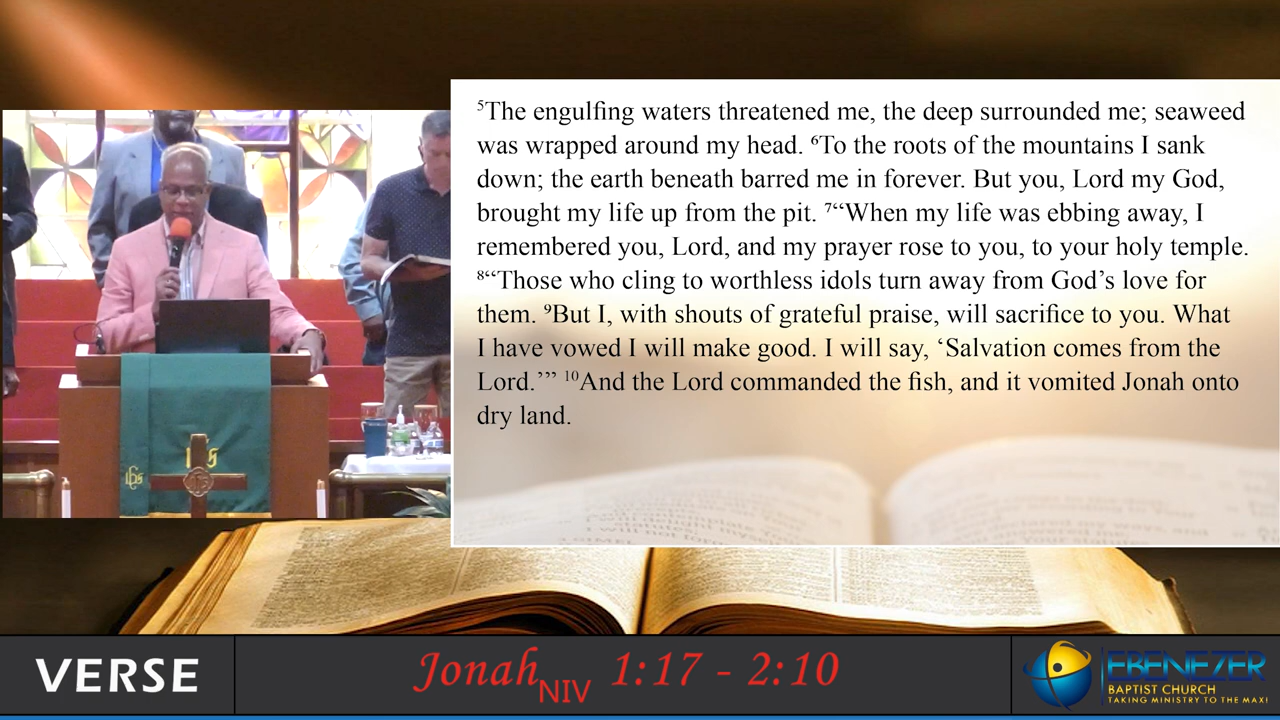 ⁵The engulfing waters threatened me, the deep surrounded me; seaweed
was wrapped around my head. ⁶To the roots of the mountains I sank
down; the earth beneath barred me in forever. But you, Lord my God,
brought my life up from the pit. ⁷“When my life was ebbing away, I
remembered you, Lord, and my prayer rose to you, to your holy temple.
⁸“Those who cling to worthless idols turn away from God’s love for
them. ⁹But I, with shouts of grateful praise, will sacrifice to you. What
I have vowed I will make good. I will say, ‘Salvation comes from the
Lord.’” ¹⁰And the Lord commanded the fish, and it vomited Jonah onto
dry land.
VERSE
Jonah NIV 1:17 - 2:10
EBENEZER
BAPTIST CHURCH
TAKING MINISTRY TO THE MAX!